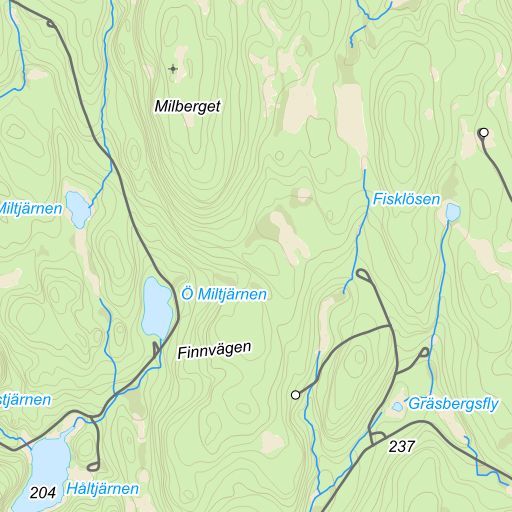 Milberget
Fisklösen
Miltjärnen
Ö Miltjärnen
Finnvägen
stjärnen
Gräsbergsfly
237
204
Håltjärnen